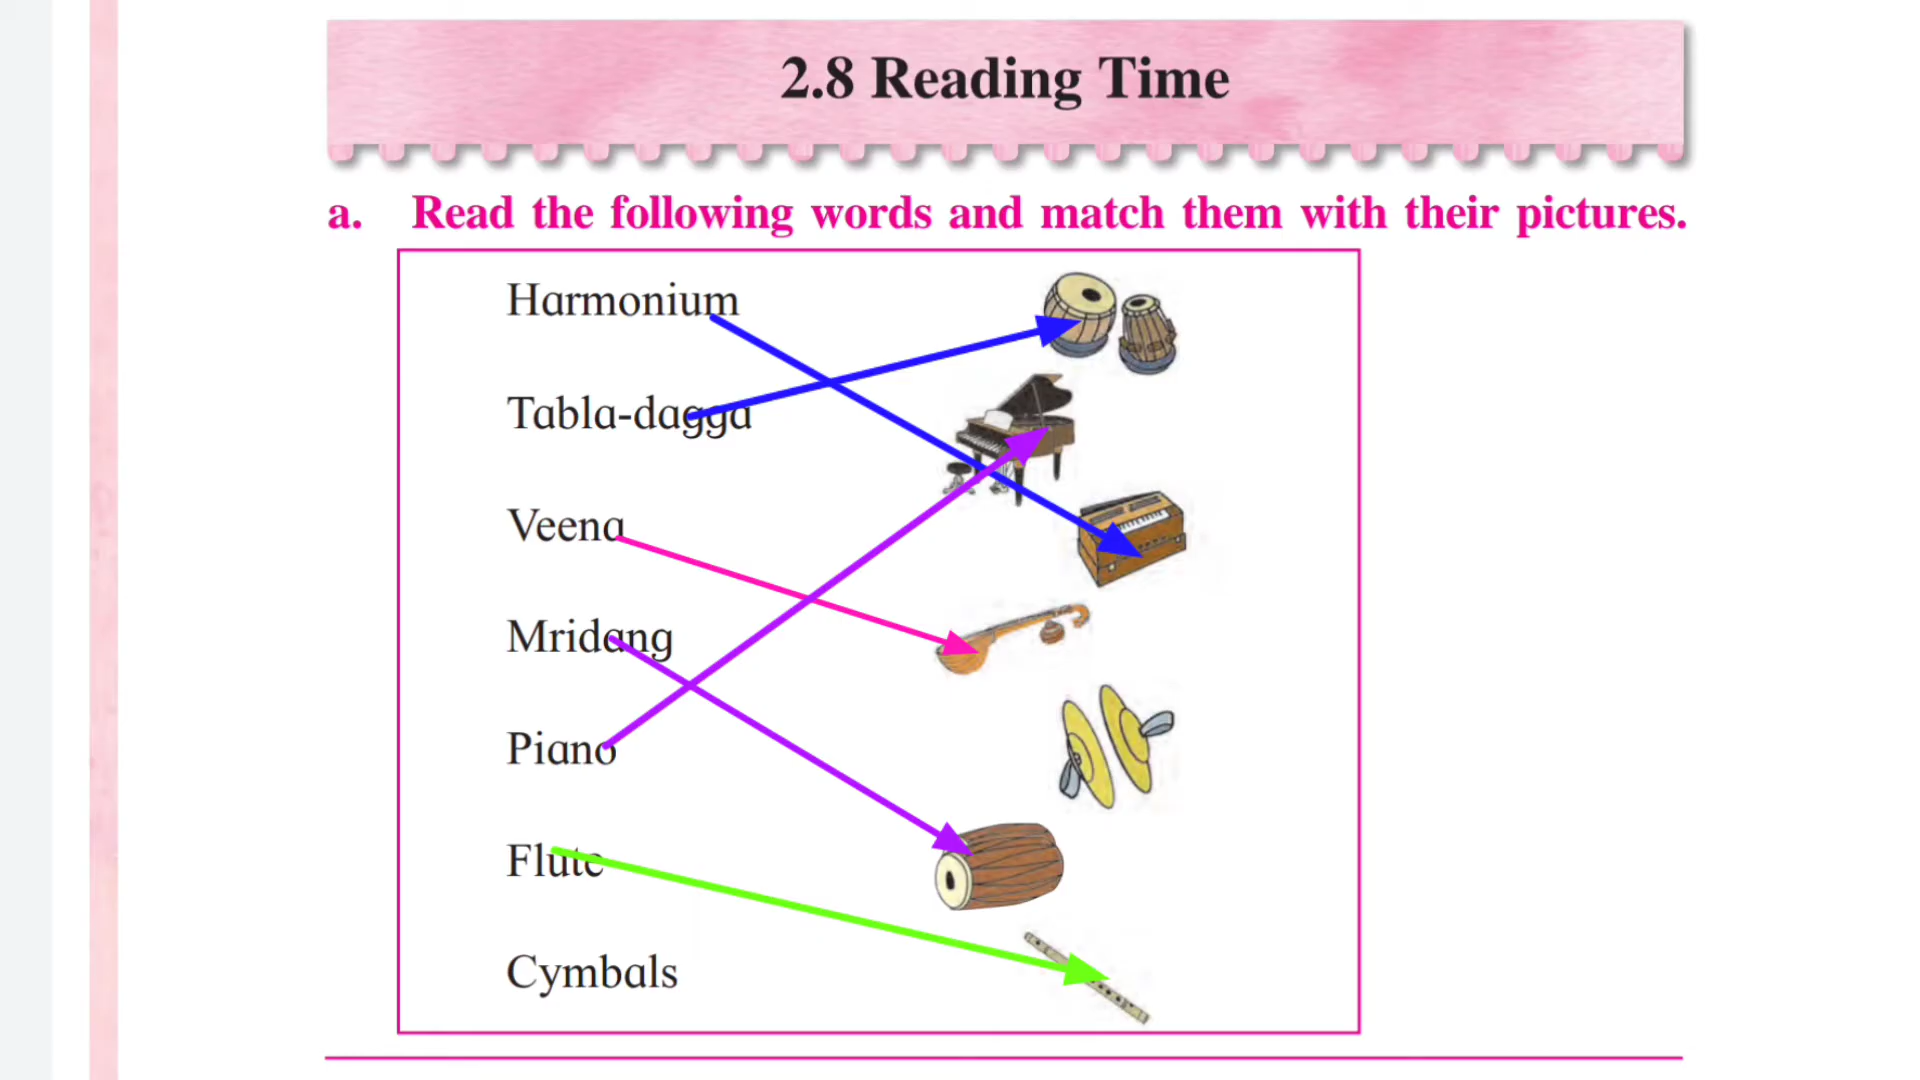 2.8 Reading Time
a. Read the following words and match them with their pictures.
Harmonium
Tabla-dagga
Veena
Mridang
Piano
Flute
Cymbals